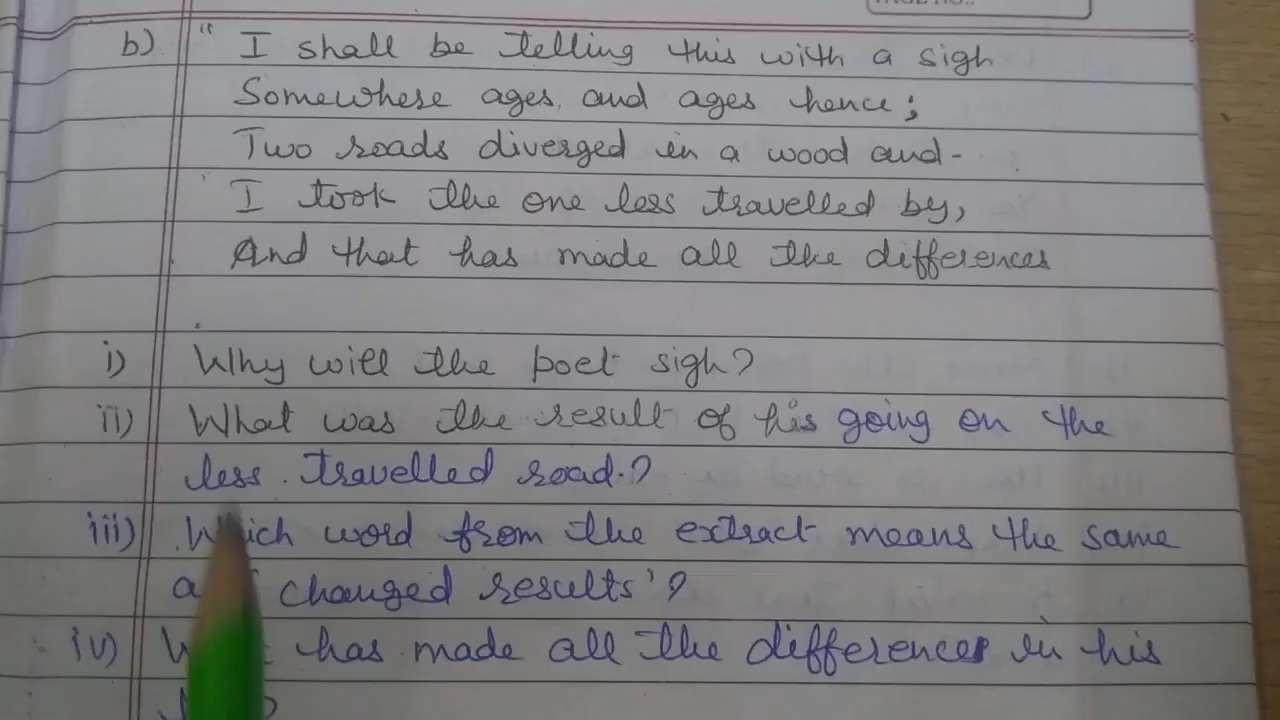 b) " I shall be telling this with a sigh
Somewhere ages and ages hence;
Two roads diverged in a wood and-
I took the one less travelled by,
And that has made all the differences
i) Why will the poet sigh?
ii) What was the result of his going on the
less travelled road.?
iii) Which word from the extract means the same
changed results'?
iv) has made all the differences in his